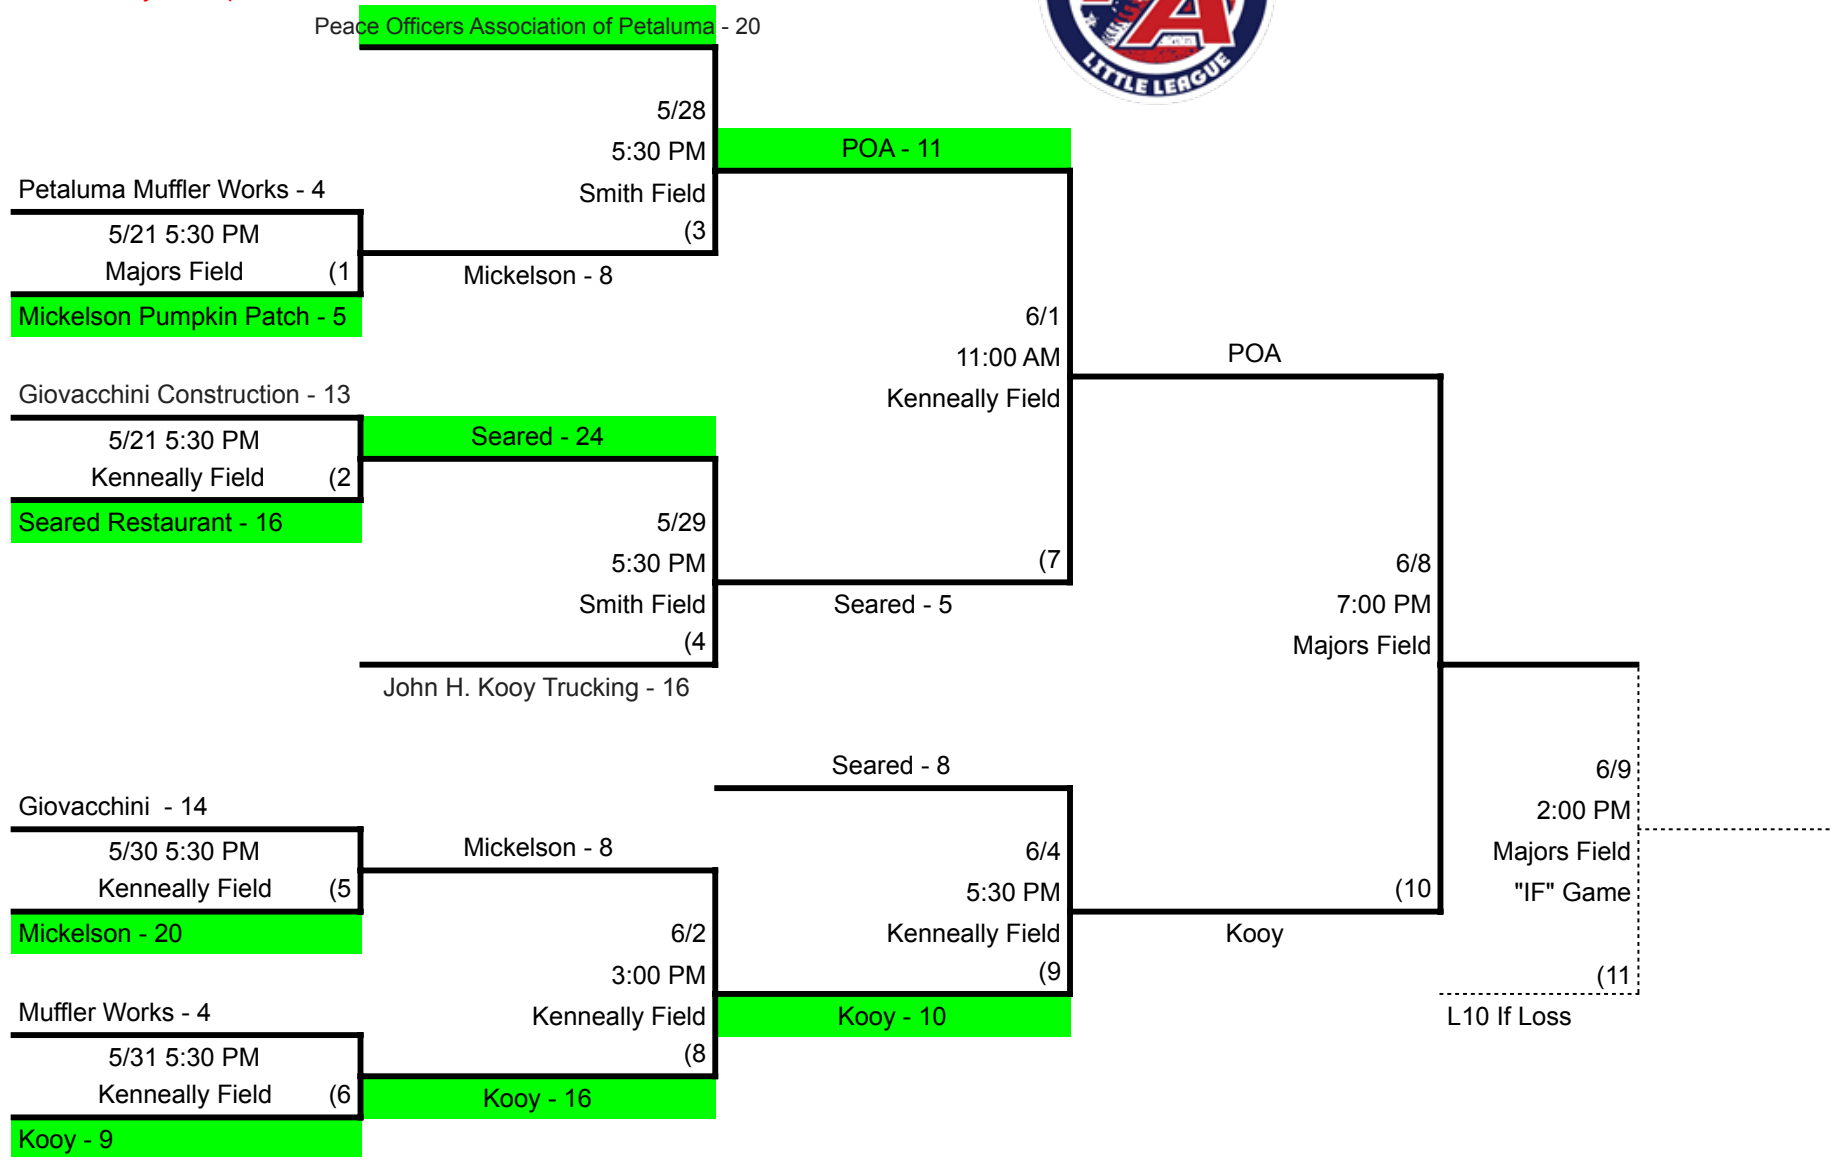 Peace Officers Association of Petaluma - 20
LITTLE LEAGUE
5/28
5:30 PM
POA - 11
Petaluma Muffler Works - 4
Smith Field
5/21 5:30 PM
(3
Majors Field (1
Mickelson - 8
Mickelson Pumpkin Patch - 5
6/1
11:00 AM
POA
Giovacchini Construction - 13
Kenneally Field
5/21 5:30 PM
Seared - 24
Kenneally Field (2
Seared Restaurant - 16
5/29
5:30 PM
(7
6/8
Smith Field
Seared - 5
7:00 PM
(4
Majors Field
John H. Kooy Trucking - 16
Seared - 8
6/9
Giovacchini  - 14
2:00 PM
5/30 5:30 PM
Mickelson - 8
6/4
Majors Field
Kenneally Field (5
5:30 PM
(10
"IF" Game
Mickelson - 20
6/2
Kenneally Field
Kooy
3:00 PM
(9
(11
Muffler Works - 4
Kenneally Field
Kooy - 10
L10 If Loss
5/31 5:30 PM
(8
Kenneally Field (6
Kooy - 16
Kooy - 9